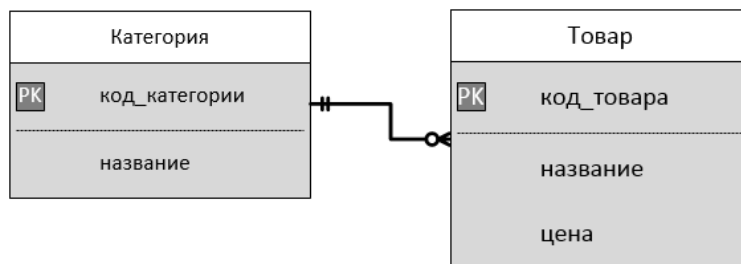 Категория
PK код_категории
название
Товар
PK код_товара
название
цена